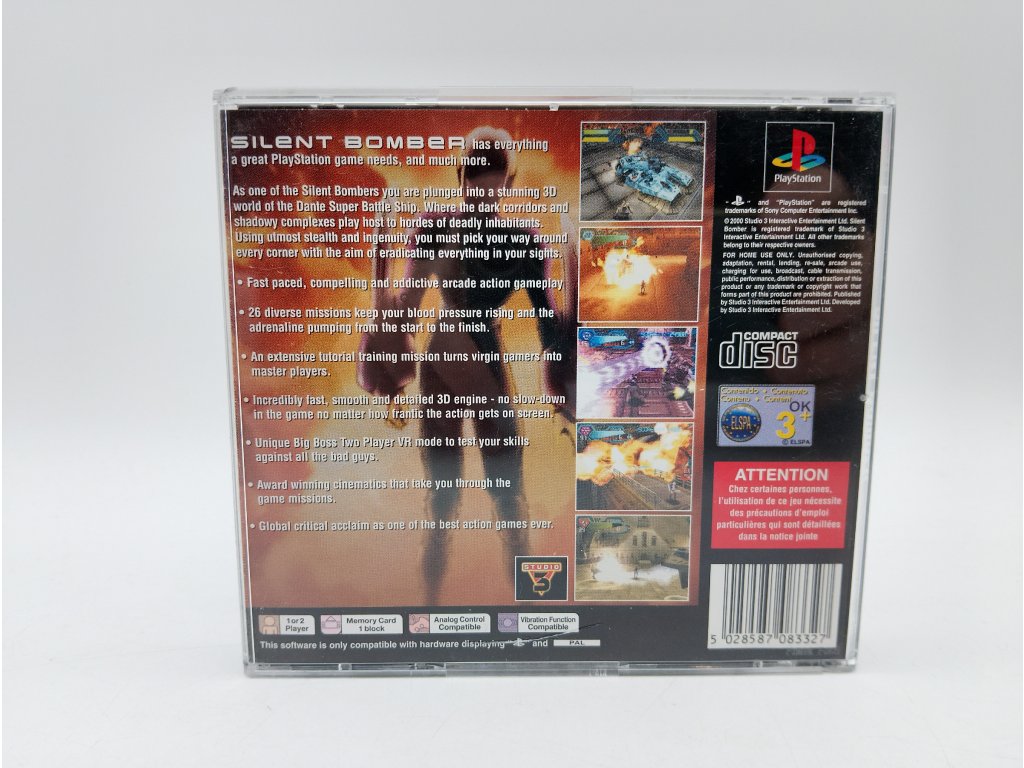 SILENT BOMBER has everything
a great PlayStation game needs, and much more.
As one of the Silent Bombers you are plunged into a stunning 3D
world of the Dante Super Battle Ship. Where the dark corridors and
shadowy complexes play host to hordes of deadly inhabitants.
Using utmost stealth and ingenuity, you must pick your way around
every corner with the aim of eradicating everything in your sights.
• Fast paced, compelling and addictive arcade action gameplay
• 26 diverse missions keep your blood pressure rising and the
adrenaline pumping from the start to the finish.
• An extensive tutorial training mission turns virgin gamers into
master players.
• Incredibly fast, smooth and detailed 3D engine - no slow-down
in the game no matter how frantic the action gets on screen.
• Unique Big Boss Two Player VR mode to test your skills
against all the bad guys.
• Award winning cinematics that take you through the
game missions.
• Global critical acclaim as one of the best action games ever.
STUDIO
3
1 or 2
Player
Memory Card
1 block
Analog Control
Compatible
Vibration Function
Compatible
This software is only compatible with hardware displaying " " and PAL
PlayStation
" " and "PlayStation" are registered
trademarks of Sony Computer Entertainment Inc.
© 2000 Studio 3 Interactive Entertainment Ltd. Silent
Bomber is registered trademark of Studio 3
Interactive Entertainment Ltd. All other trademarks
belong to their respective owners.
FOR HOME USE ONLY. Unauthorised copying,
adaptation, rental, lending, re-sale, arcade use,
charging for use, broadcast, cable transmission,
public performance, distribution or extraction of this
product or any trademark or copyright work that
forms part of this product are prohibited. Published
by Studio 3 Interactive Entertainment Ltd. Developed
by Studio 3 Interactive Entertainment Ltd.
COMPACT
disc
Contenido + Contenuto
Contenu
ELSPA
OK
3+
© ELSPA
ATTENTION
Chez certaines personnes,
l'utilisation de ce jeu nécessite
des précautions d'emploi
particulières qui sont détaillées
dans la notice jointe
5 028587 083327